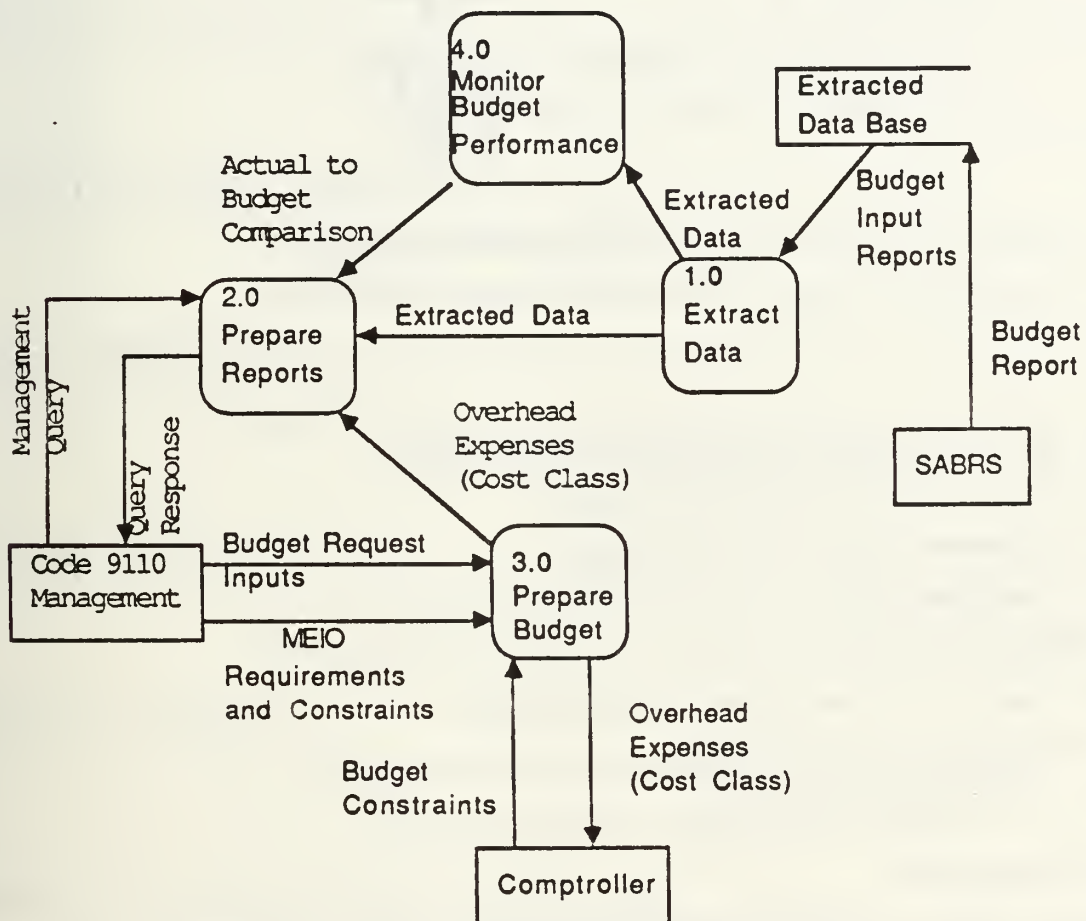 4.0
Monitor
Budget
Performance
Extracted
Data Base
Actual to
Budget
Comparison
Extracted
Data
Budget
Input
Reports
2.0
Prepare
Reports
Extracted Data
1.0
Extract
Data
Budget
Report
Management
Query
Query
Response
Overhead
Expenses
(Cost Class)
SABRS
Code 9110
Management
Budget Request
Inputs
3.0
Prepare
Budget
MEIO
Requirements
and Constraints
Overhead
Expenses
(Cost Class)
Budget
Constraints
Comptroller